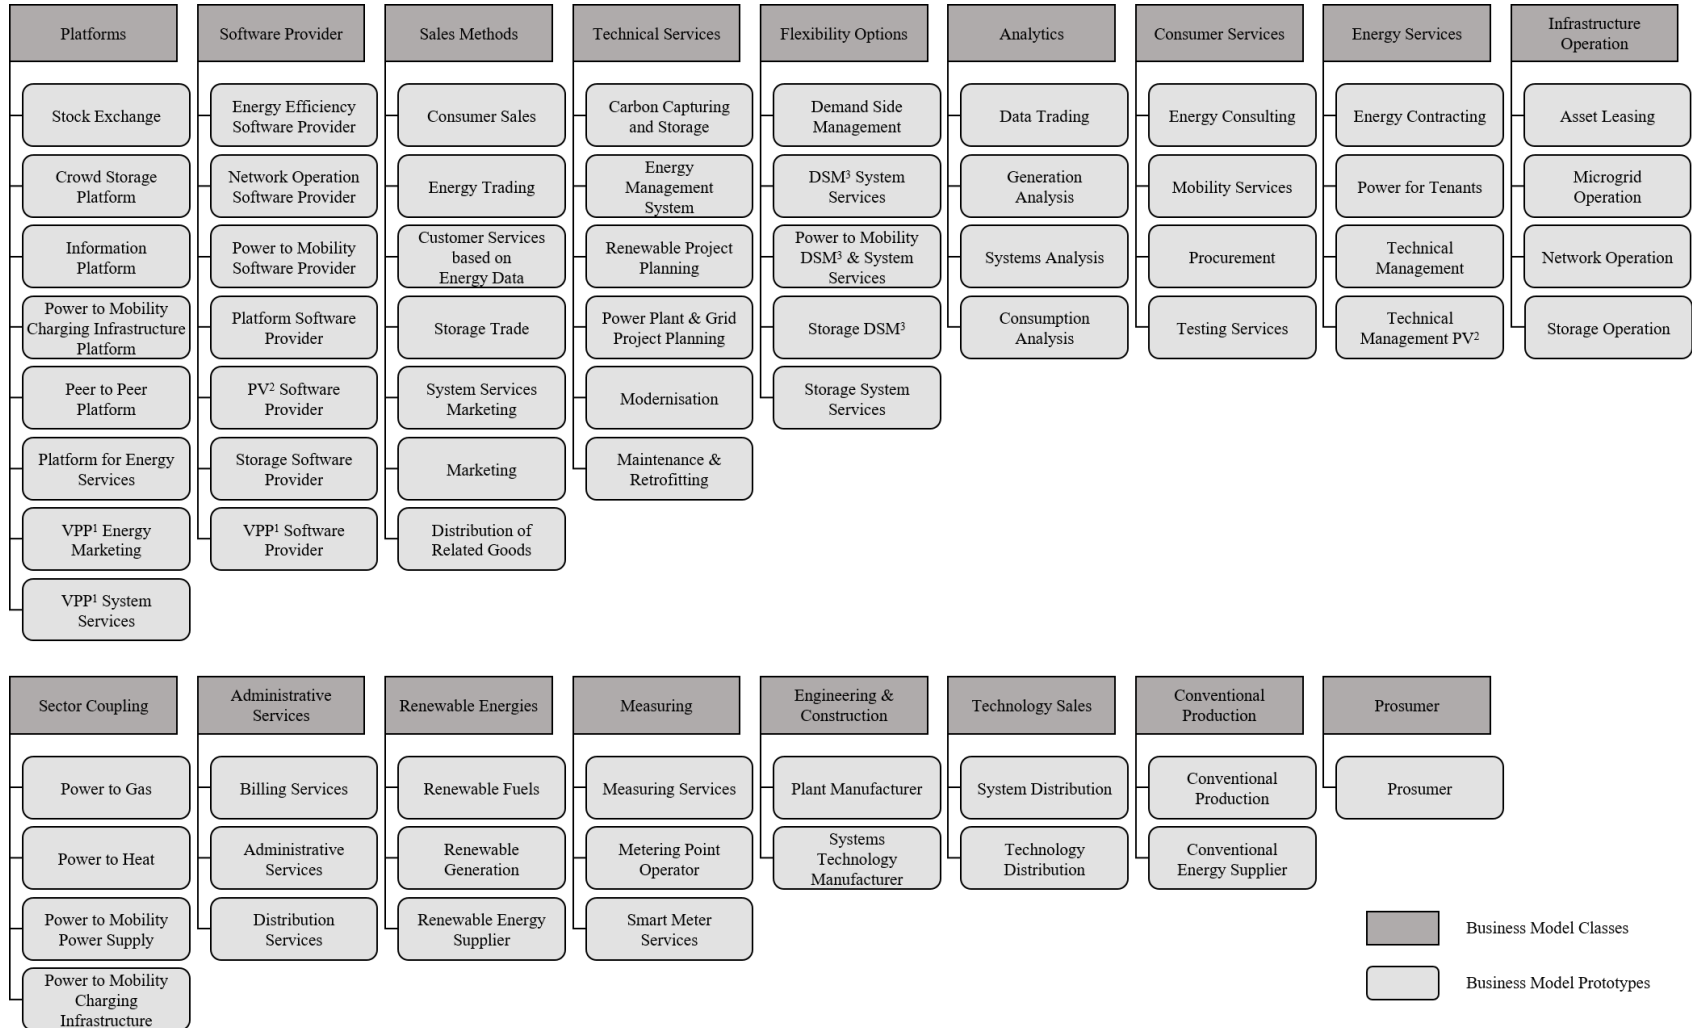 Platforms
Stock Exchange
Crowd Storage
Platform
Information
Platform
Power to Mobility
Charging Infrastructure
Platform
Peer to Peer
Platform
Platform for Energy
Services
VPP¹ Energy
Marketing
VPP¹ System
Services
Software Provider
Energy Efficiency
Software Provider
Network Operation
Software Provider
Power to Mobility
Software Provider
Platform Software
Provider
PV² Software
Provider
Storage Software
Provider
VPP¹ Software
Provider
Sales Methods
Consumer Sales
Energy Trading
Customer Services
based on
Energy Data
Storage Trade
System Services
Marketing
Marketing
Distribution of
Related Goods
Technical Services
Carbon Capturing
and Storage
Energy
Management
System
Renewable Project
Planning
Power Plant & Grid
Project Planning
Modernisation
Maintenance &
Retrofitting
Flexibility Options
Demand Side
Management
DSM³ System
Services
Power to Mobility
DSM³ & System
Services
Storage DSM³
Storage System
Services
Analytics
Data Trading
Generation
Analysis
Systems Analysis
Consumption
Analysis
Consumer Services
Energy Consulting
Mobility Services
Procurement
Testing Services
Energy Services
Energy Contracting
Power for Tenants
Technical
Management
Technical
Management PV²
Infrastructure
Operation
Asset Leasing
Microgrid
Operation
Network Operation
Storage Operation
Sector Coupling
Power to Gas
Power to Heat
Power to Mobility
Power Supply
Power to Mobility
Charging
Infrastructure
Administrative
Services
Billing Services
Administrative
Services
Distribution
Services
Renewable Energies
Renewable Fuels
Renewable
Generation
Renewable Energy
Supplier
Measuring
Measuring Services
Metering Point
Operator
Smart Meter
Services
Engineering &
Construction
Plant Manufacturer
Systems
Technology
Manufacturer
Technology Sales
System Distribution
Technology
Distribution
Conventional
Production
Conventional
Production
Conventional
Energy Supplier
Prosumer
Prosumer
Business Model Classes
Business Model Prototypes